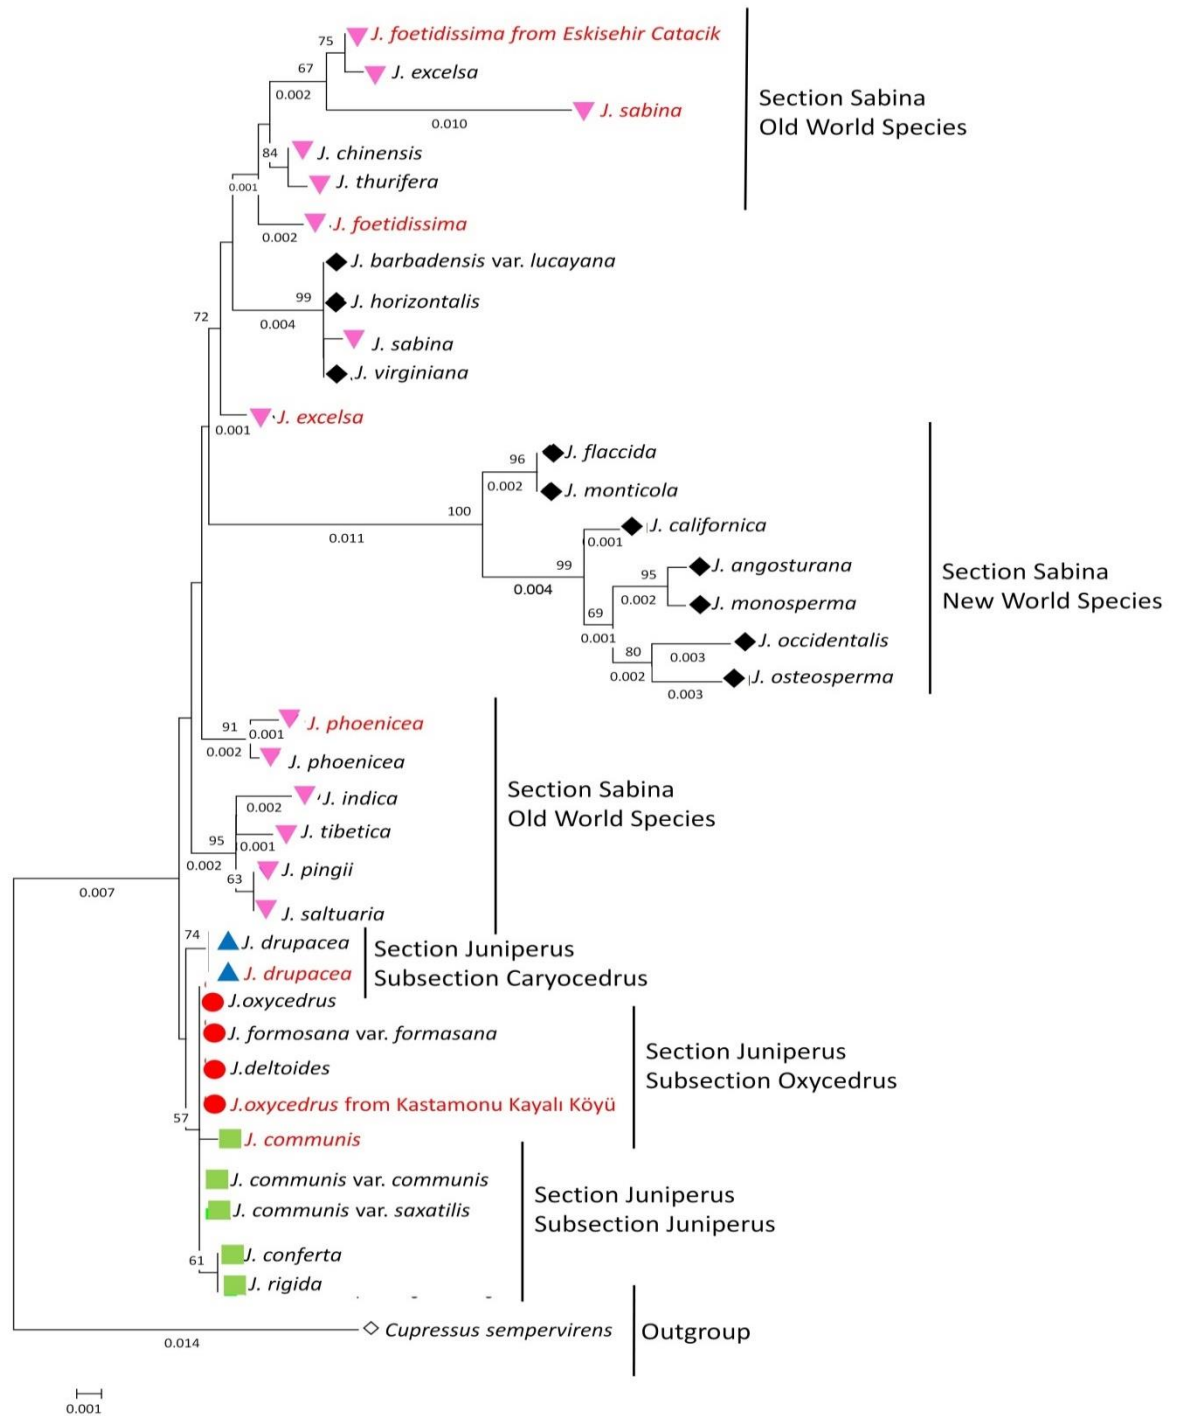 75
J. foetidissima from Eskisehir Catacik
67
J. excelsa
0.002
J. sabina
0.010
Section Sabina
Old World Species
84
J. chinensis
J. thurifera
0.001
J. foetidissima
0.002
J. barbadensis var. lucayana
99
J. horizontalis
0.004
J. sabina
72
J. virginiana
J. excelsa
0.001
J. flaccida
96
0.002
J. monticola
100
J. californica
0.011
0.001
99
J. angosturana
95
0.004
0.002
J. monosperma
69
0.001
J. occidentalis
80
0.003
0.002
J. osteosperma
0.003
Section Sabina
New World Species
J. phoenicea
91
0.001
0.002
J. phoenicea
J. indica
0.002
Section Sabina
Old World Species
J. tibetica
95
0.001
0.002
J. pingii
63
0.007
J. saltuaria
74
J. drupacea
J. drupacea
Section Juniperus
Subsection Caryocedrus
J.oxycedrus
J. formosana var. formasana
J.deltoides
J.oxycedrus from Kastamonu Kayalı Köyü
Section Juniperus
Subsection Oxycedrus
57
J. communis
J. communis var. communis
J. communis var. saxatilis
Section Juniperus
Subsection Juniperus
J. conferta
61
J. rigida
Cupressus sempervirens
Outgroup
0.014
0.001